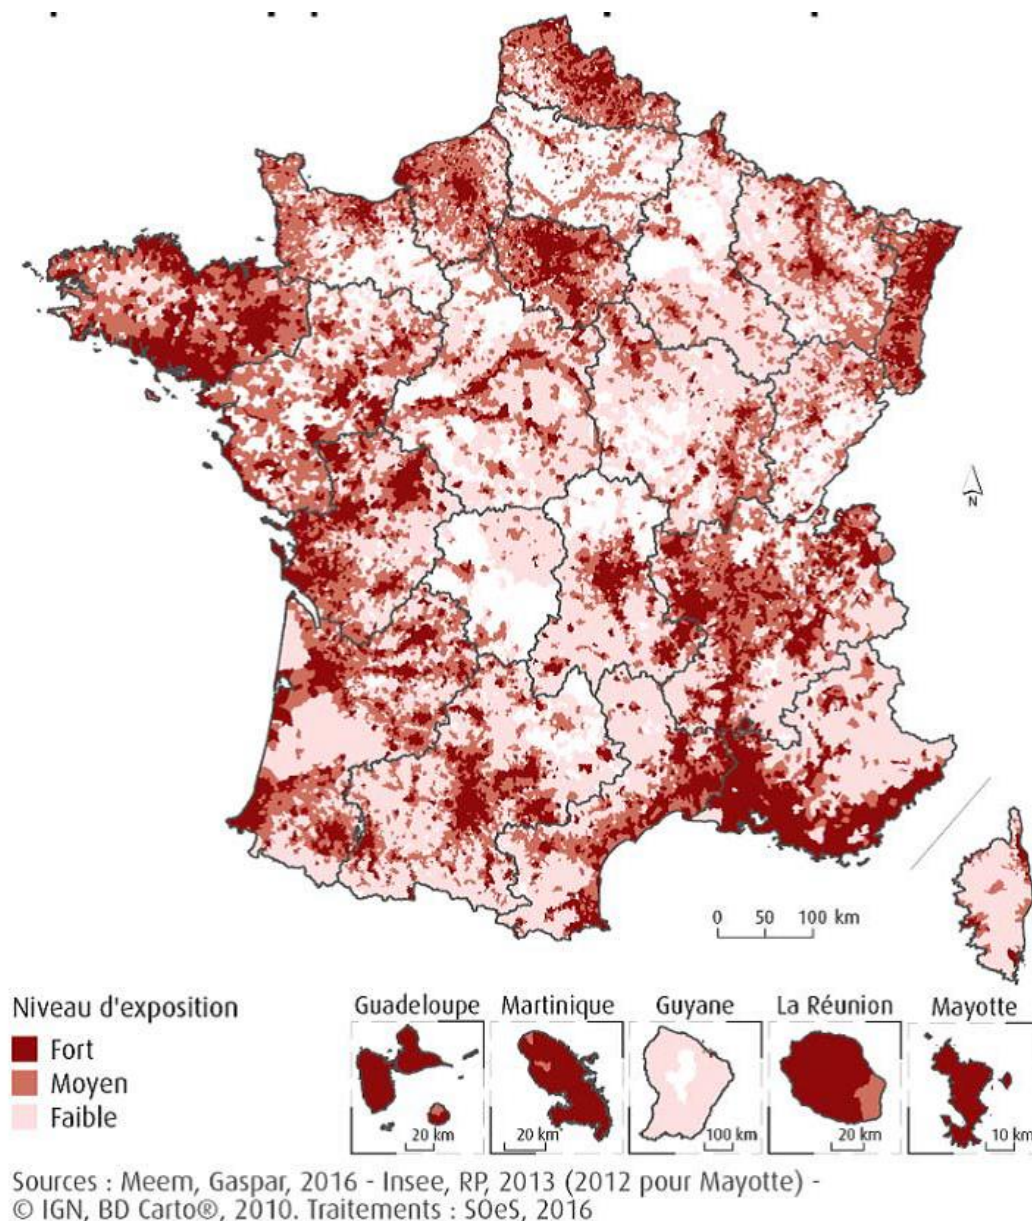 N
0 50 100 km
Niveau d'exposition
Fort
Moyen
Faible
Guadeloupe
20 km
Martinique
20 km
Guyane
100 km
La Réunion
20 km
Mayotte
10 km
Sources : Meem, Gaspar, 2016 - Insee, RP, 2013 (2012 pour Mayotte) -
© IGN, BD Carto®, 2010. Traitements : SOeS, 2016